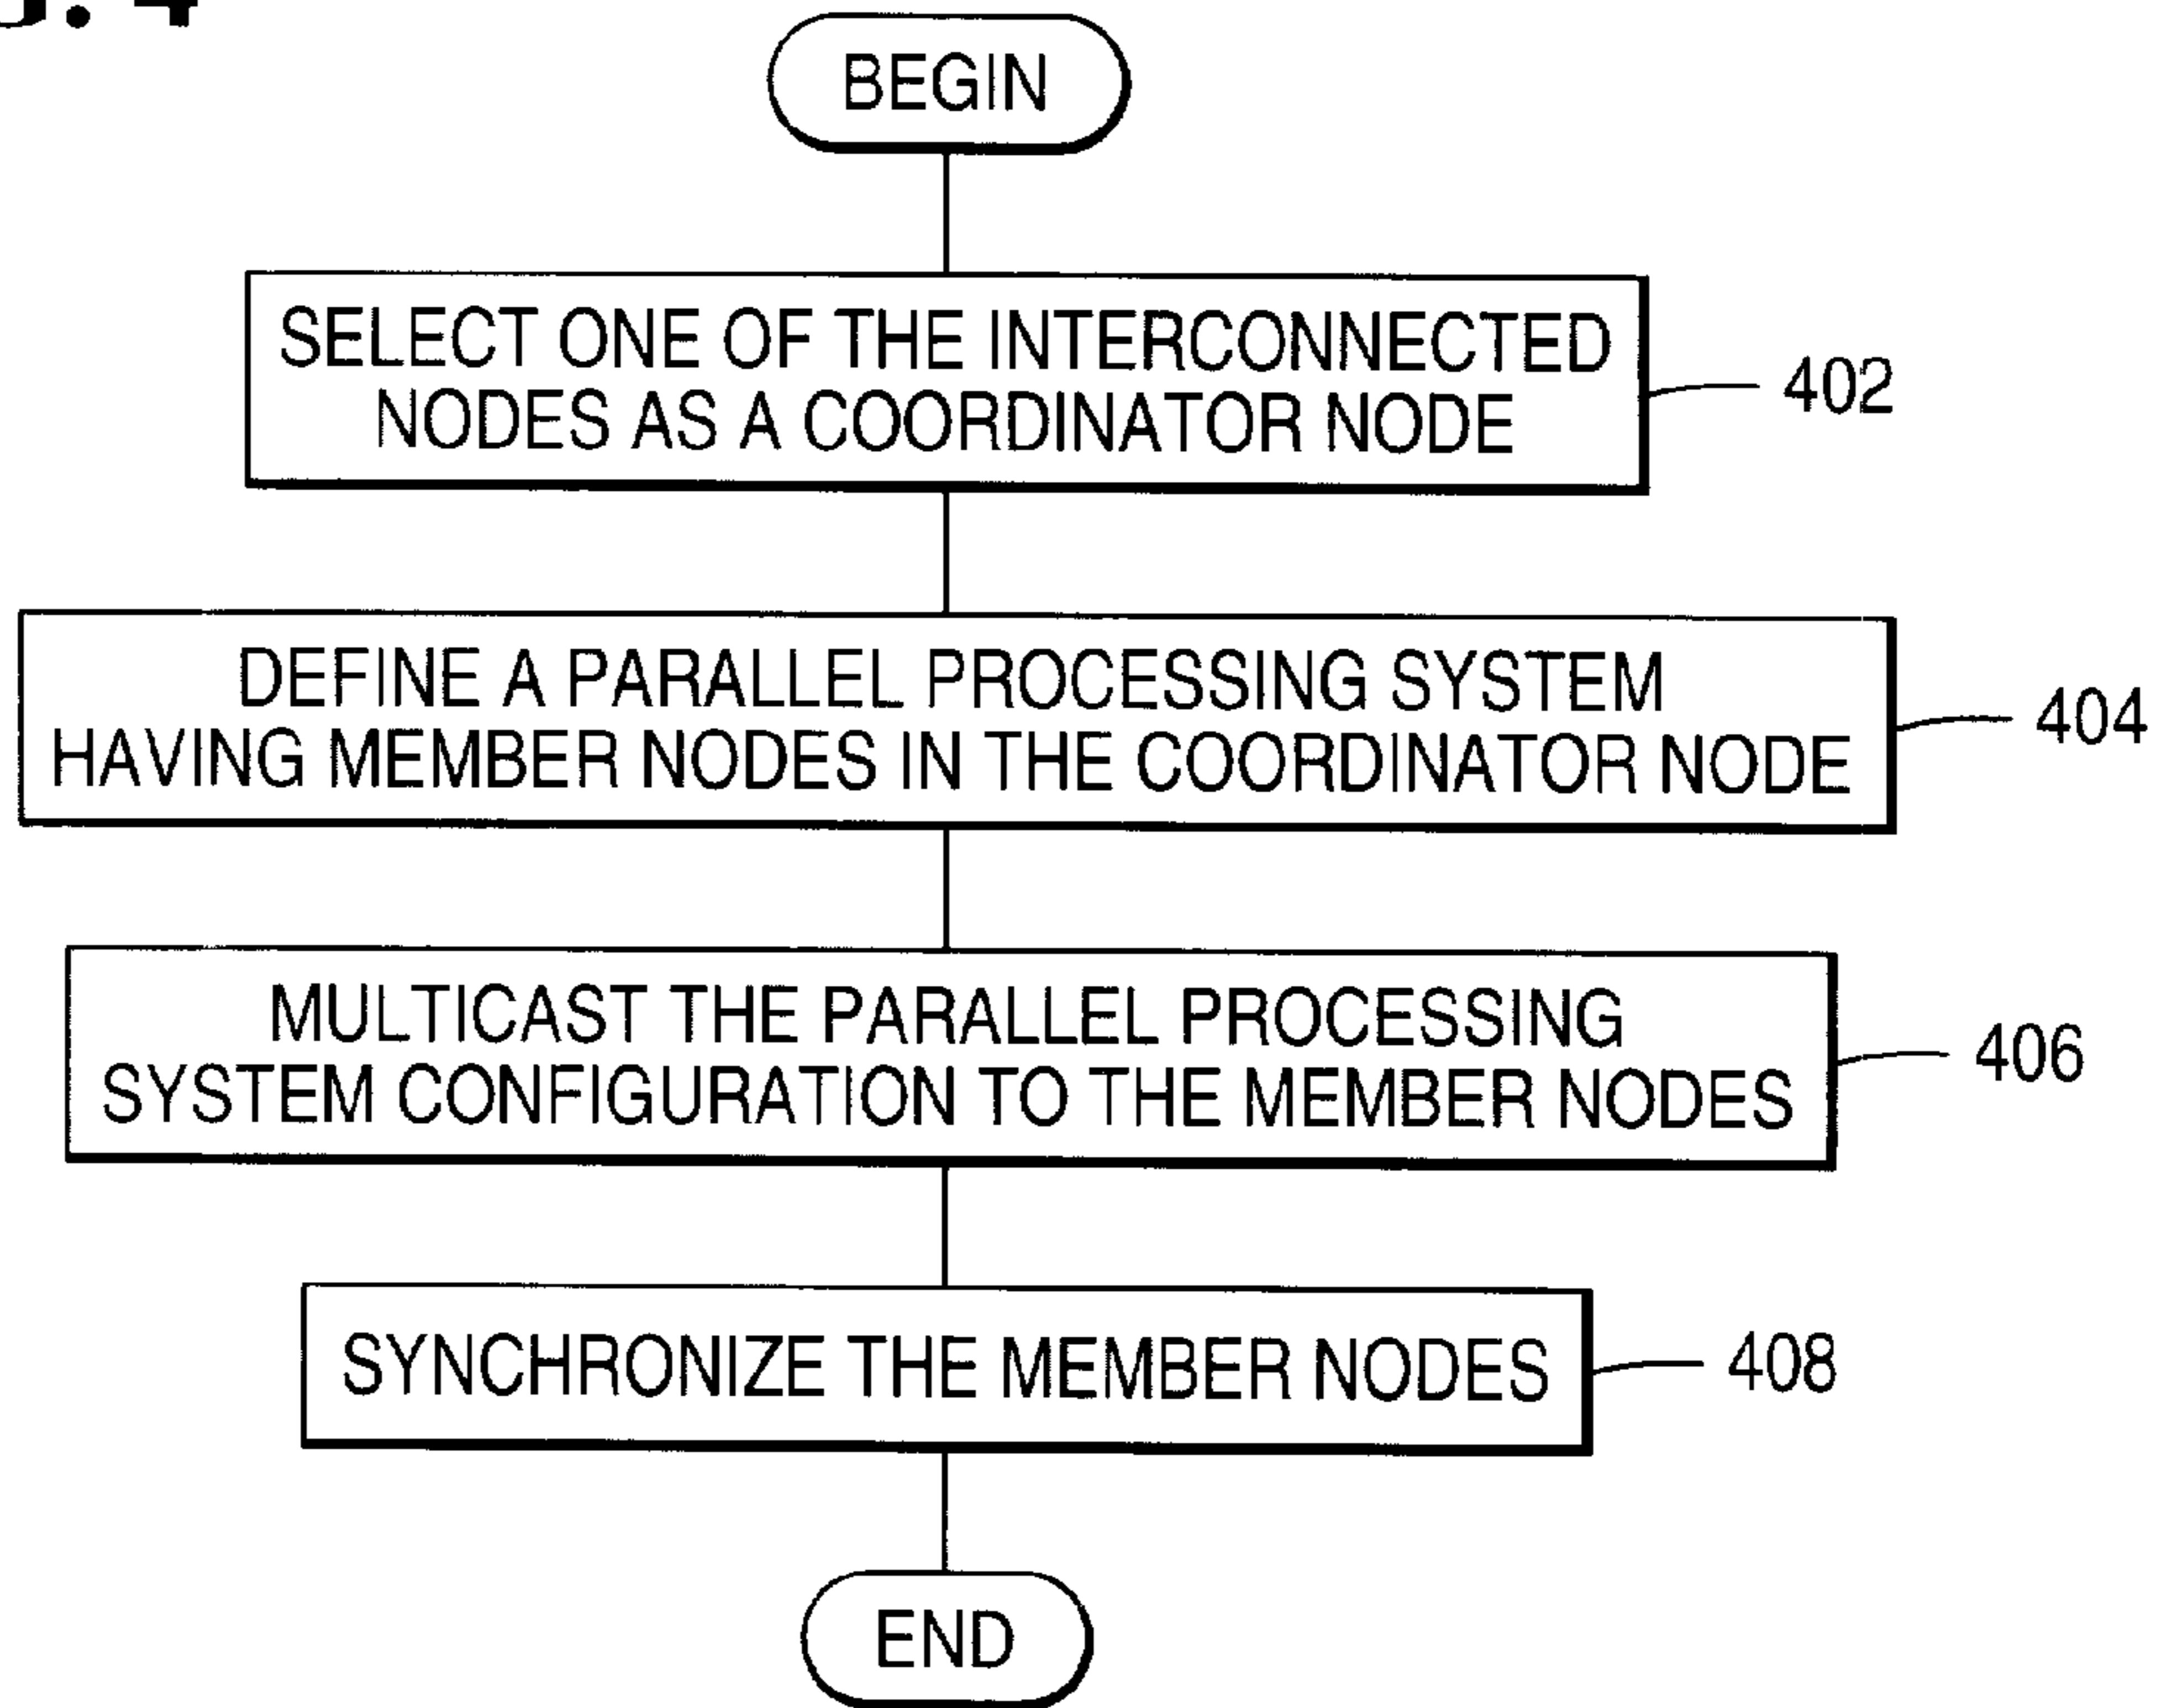 BEGIN
SELECT ONE OF THE INTERCONNECTED
NODES AS A COORDINATOR NODE
402
DEFINE A PARALLEL PROCESSING SYSTEM
HAVING MEMBER NODES IN THE COORDINATOR NODE
404
MULTICAST THE PARALLEL PROCESSING
SYSTEM CONFIGURATION TO THE MEMBER NODES
406
SYNCHRONIZE THE MEMBER NODES
408
END